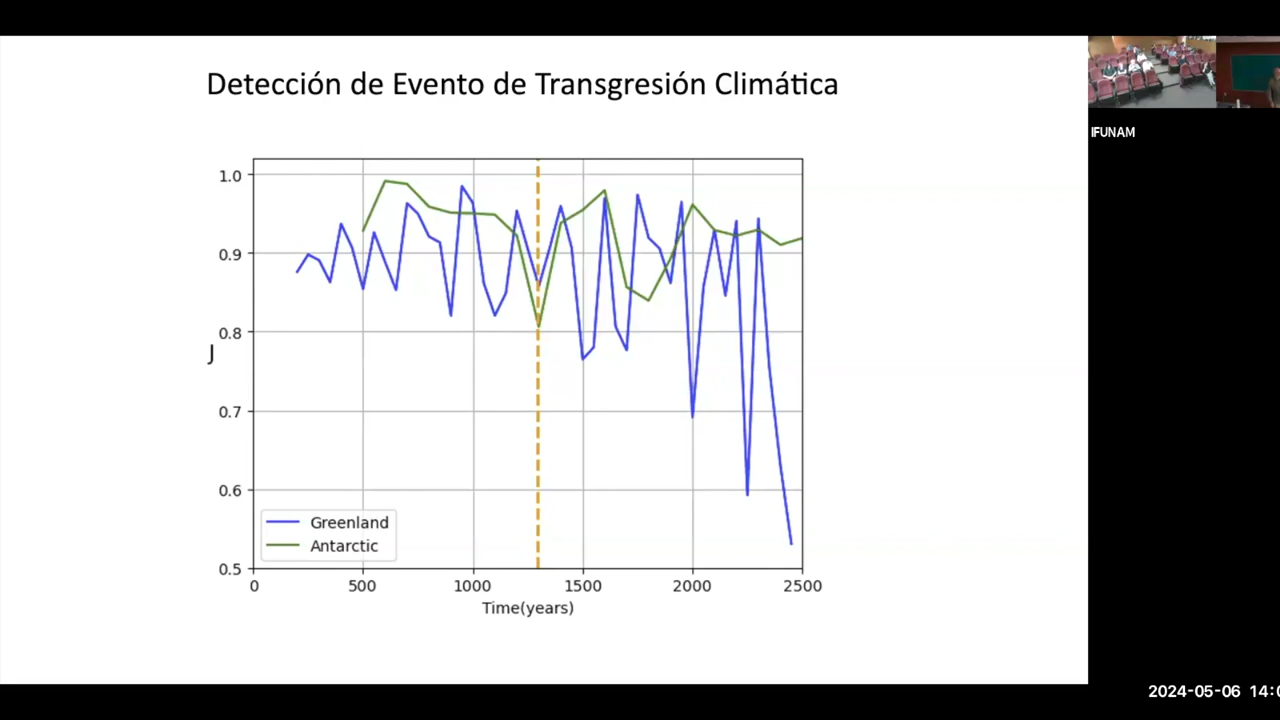 Detección de Evento de Transgresión Climática
IFUNAM
1.0
0.9
0.8
J
0.7
0.6
0.5
Greenland
Antarctic
0
500
1000
1500
2000
2500
Time(years)
2024-05-06 14:0